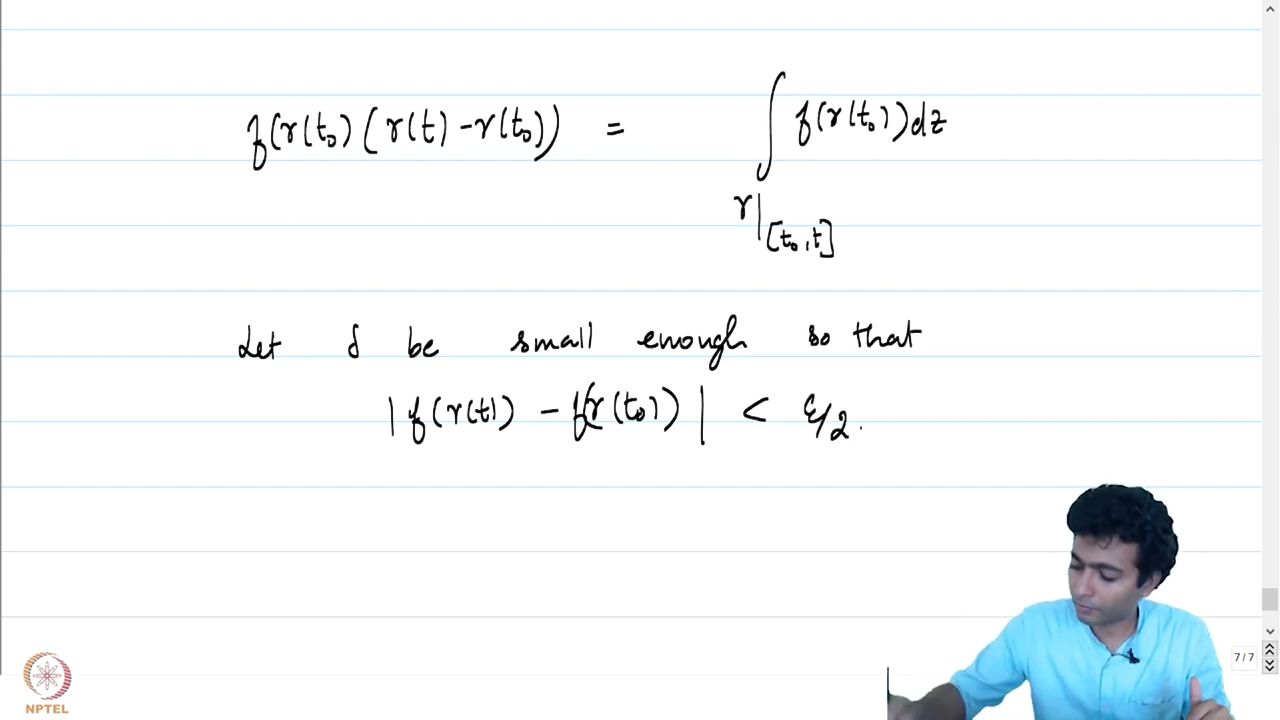 f(γ(t₀)(γ(t) - γ(t₀)) = ∫ f(γ(t₀))dz
γ|[t₀,t]
Let δ be small enough so that
|f(γ(t)) - f(γ(t₀))| < ε/2.
7/7
NPTEL